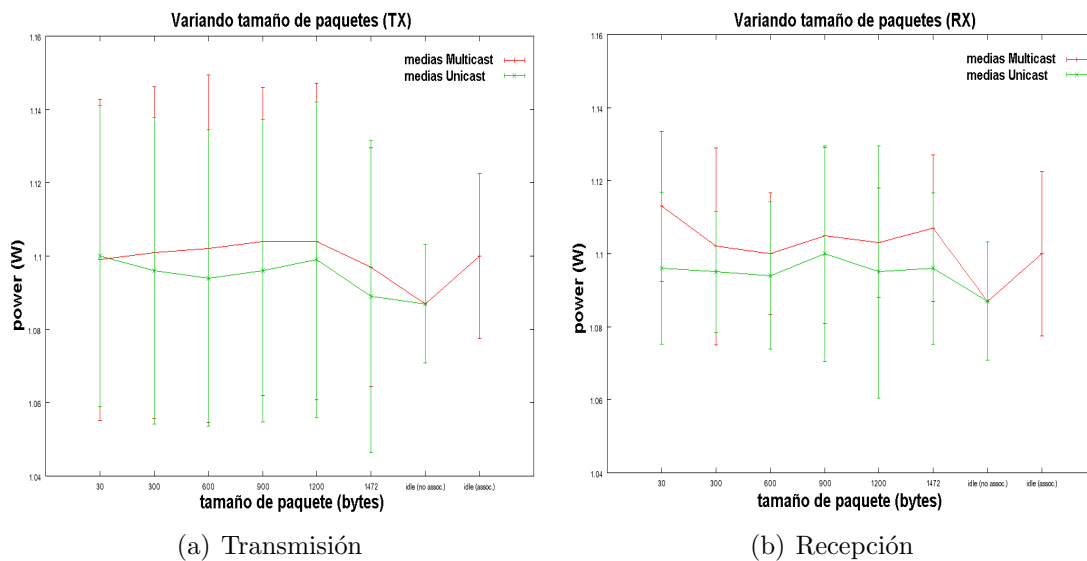 Variando tamaño de paquetes (TX)
medias Multicast
medias Unicast
1.16
1.14
1.12
1.1
1.08
1.06
1.04
power (W)
30 300 600 900 1200 1472 idle (no assoc.) idle (assoc.)
tamaño de paquete (bytes)
(a) Transmisión
Variando tamaño de paquetes (RX)
medias Multicast
medias Unicast
1.16
1.14
1.12
1.1
1.08
1.06
1.04
power (W)
30 300 600 900 1200 1472 idle (no assoc.) idle (assoc.)
tamaño de paquete (bytes)
(b) Recepción